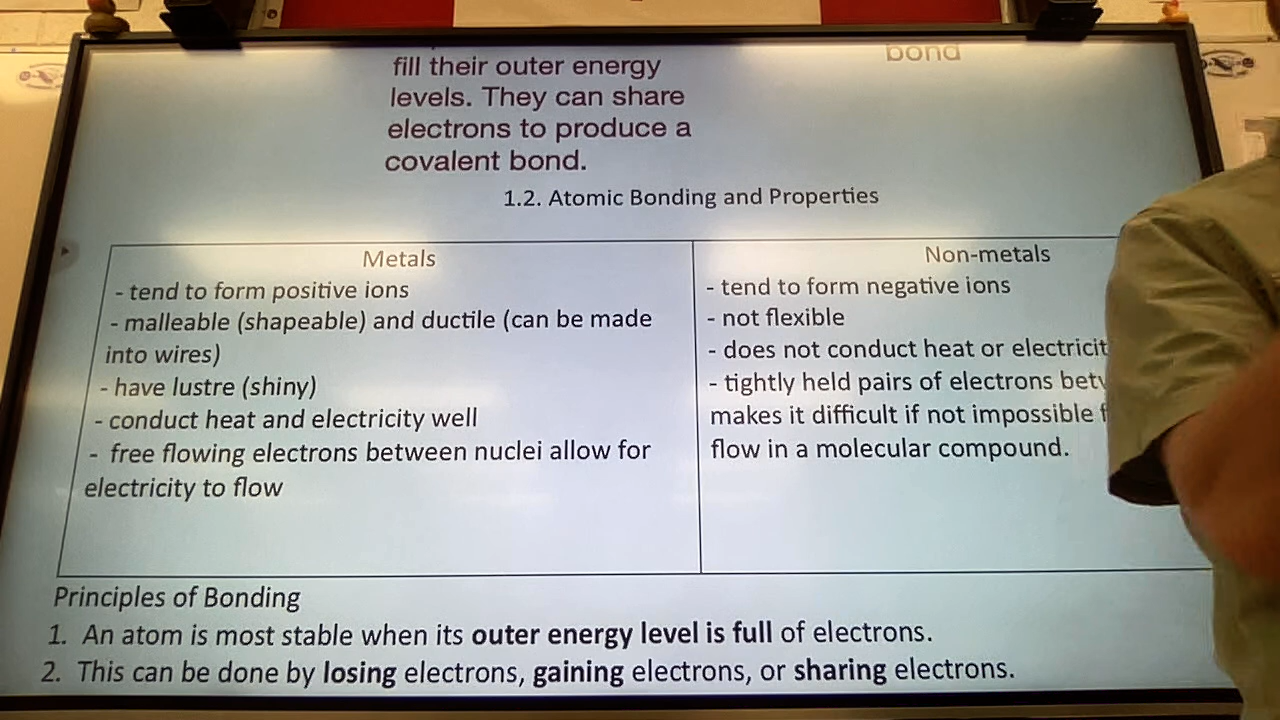 fill their outer energy
bond
levels. They can share
electrons to produce a
covalent bond.
1.2. Atomic Bonding and Properties
Metals
- tend to form positive ions
- malleable (shapeable) and ductile (can be made
into wires)
- have lustre (shiny)
- conduct heat and electricity well
- free flowing electrons between nuclei allow for
electricity to flow
Non-metals
- tend to form negative ions
- not flexible
- does not conduct heat or
- tightly held pairs of electrons
makes it difficult if not impossible
flow in a molecular compound.
Principles of Bonding
1. An atom is most stable when its outer energy level is full of electrons.
2. This can be done by losing electrons, gaining electrons, or sharing electrons.